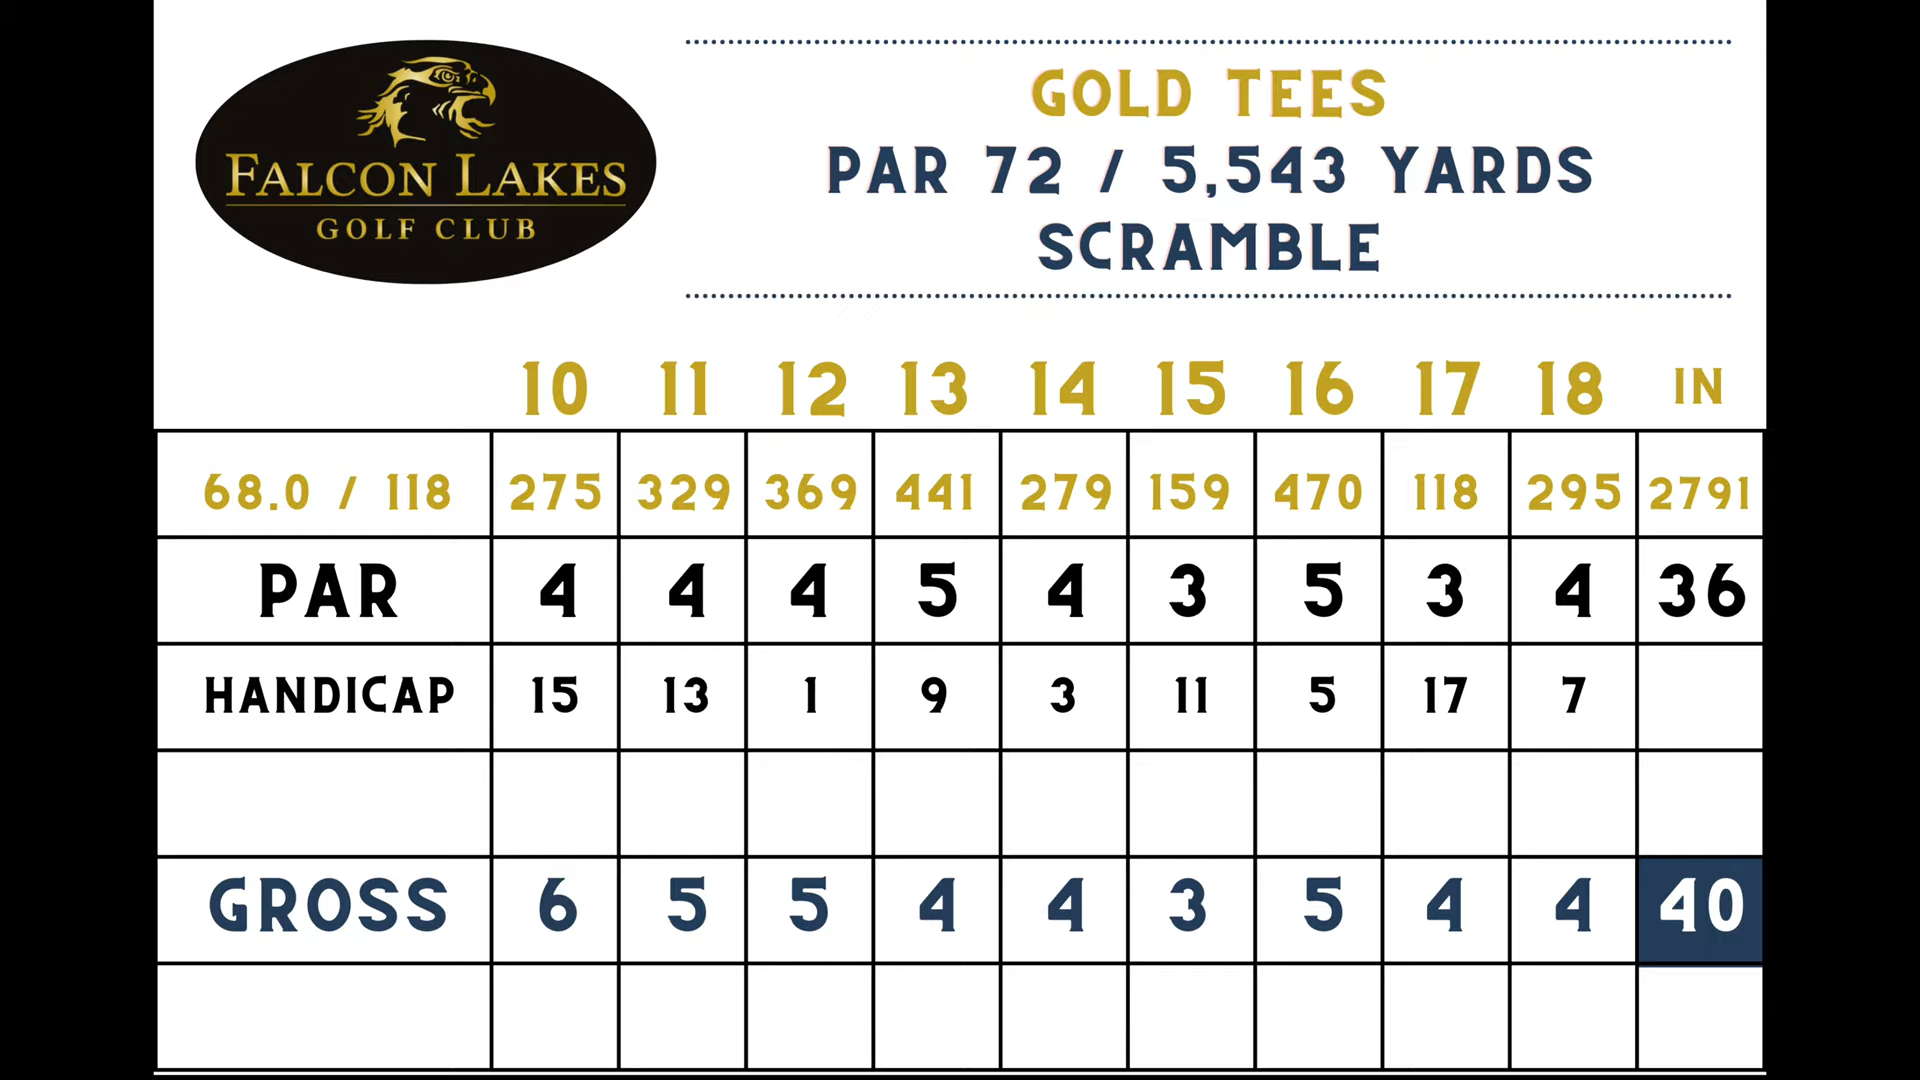 FALCON LAKES
GOLF CLUB
GOLD TEES
PAR 72 / 5,543 YARDS
SCRAMBLE
10 11 12 13 14 15 16 17 18 IN
68.0 / 118 275 329 369 441 279 159 470 118 295 2791
PAR 4 4 4 5 4 3 5 3 4 36
HANDICAP 15 13 1 9 3 11 5 17 7
GROSS 6 5 5 4 4 3 5 4 4 40